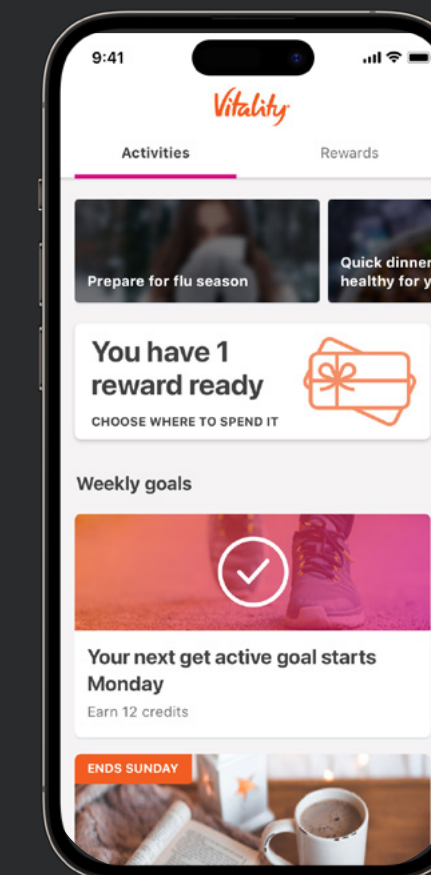 9:41
Vitality
Activities
Rewards
Prepare for flu season
Quick dinner
healthy for y
You have 1
reward ready
CHOOSE WHERE TO SPEND IT
Weekly goals
Your next get active goal starts
Monday
Earn 12 credits
ENDS SUNDAY